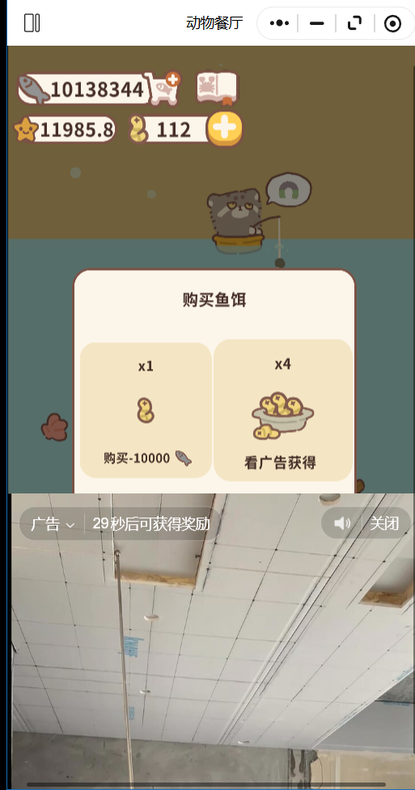 动物餐厅
10138344
11985.8
112
购买鱼饵
x1
x4
购买-10000
看广告获得
广告
29秒后可获得奖励
关闭